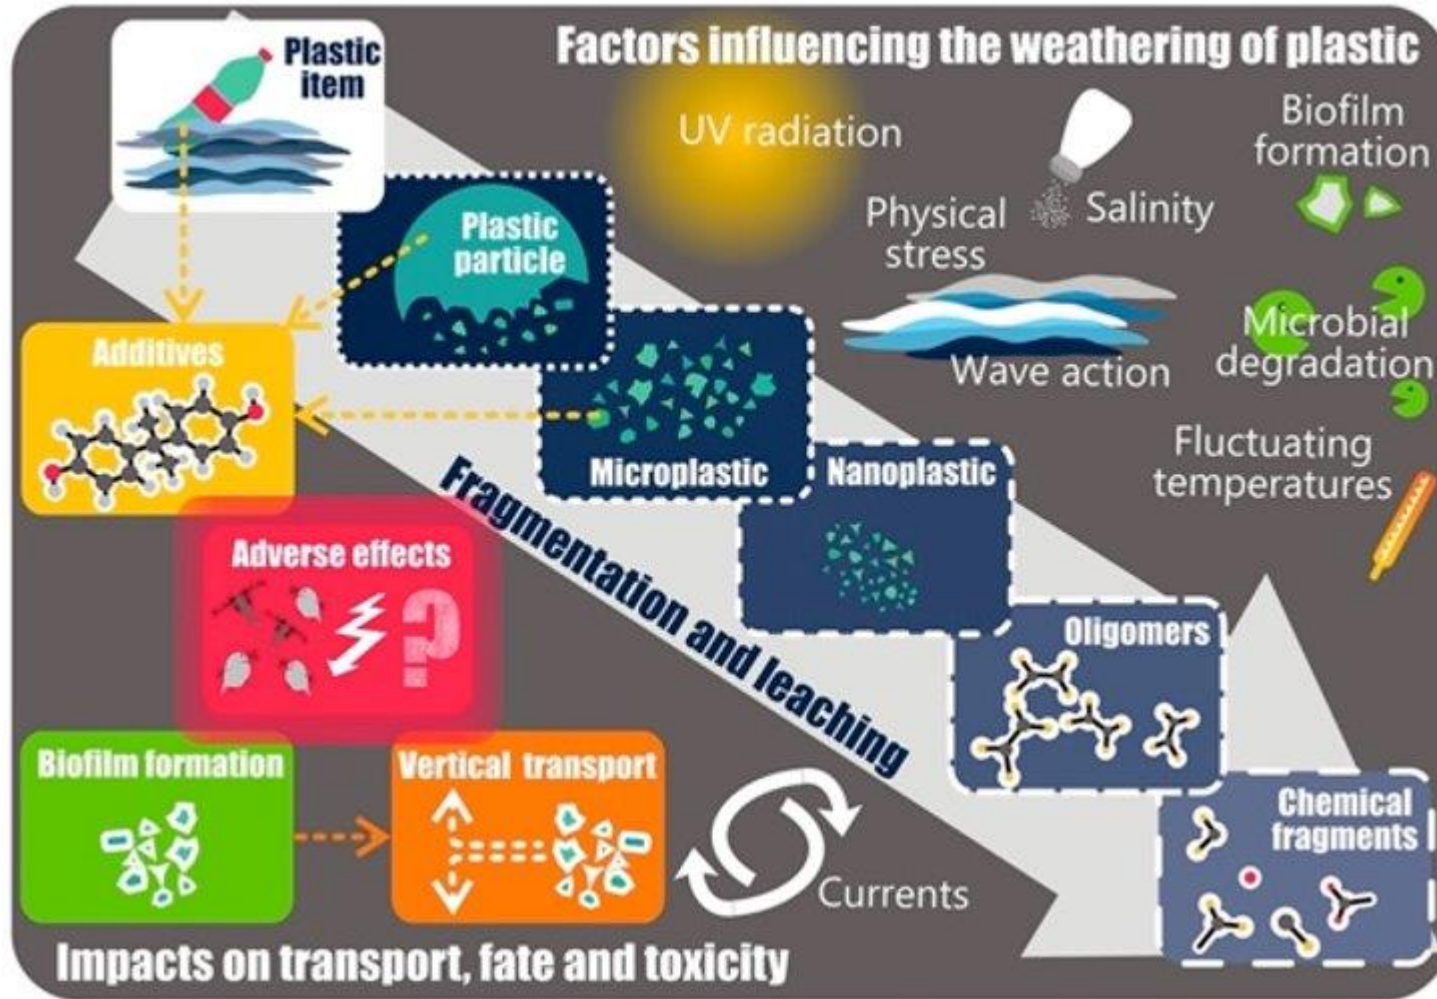 Factors influencing the weathering of plastic
Plastic
item
UV radiation
Biofilm
formation
Physical
stress
Salinity
Plastic
particle
Wave action
Microbial
degradation
Additives
Fluctuating
temperatures
Microplastic
Nanoplastic
Fragmentation and leaching
Adverse effects
?
Oligomers
Biofilm formation
Vertical transport
Chemical
fragments
Currents
Impacts on transport, fate and toxicity